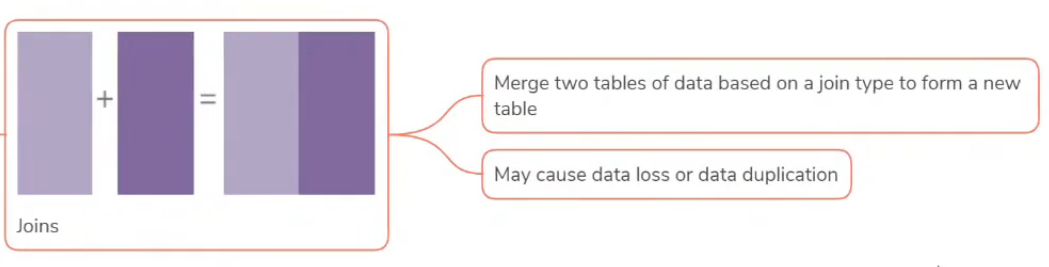 +
=
Joins
Merge two tables of data based on a join type to form a new
table
May cause data loss or data duplication